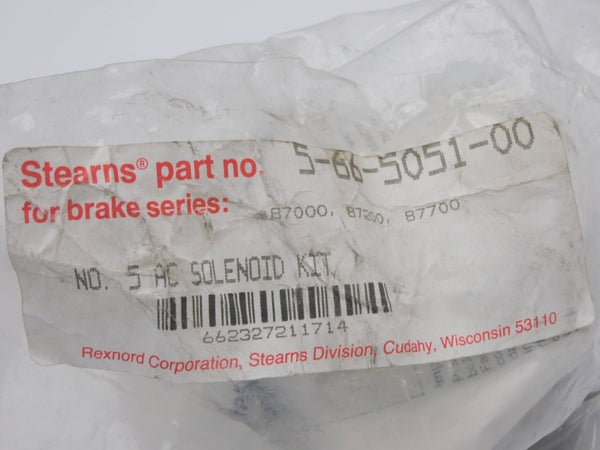 Stearns® part no. 5-66-5051-00
for brake series: 87000, 87200, 87700
NO. 5 AC SOLENOID KIT
662327211714
Rexnord Corporation, Stearns Division, Cudahy, Wisconsin 53110